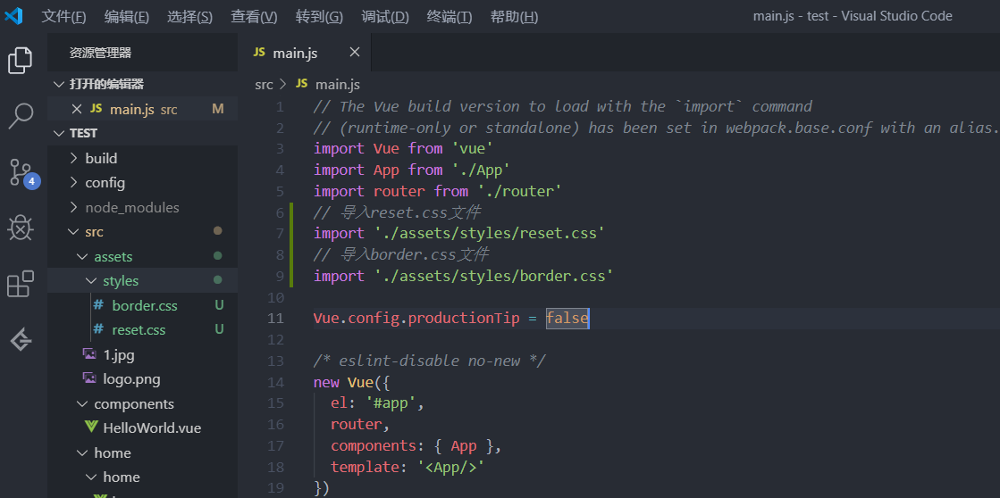 文件(F) 编辑(E) 选择(S) 查看(V) 转到(G) 调试(D) 终端(T) 帮助(H) main.js - test - Visual Studio Code
资源管理器
打开的编辑器
JS main.js src M
TEST
build
config
node_modules
src
assets
styles
# border.css U
# reset.css U
1.jpg
logo.png
components
HelloWorld.vue
home
home
4
JS main.js
src > JS main.js
1 // The Vue build version to load with the `import` command
2 // (runtime-only or standalone) has been set in webpack.base.conf with an alias.
3 import Vue from 'vue'
4 import App from './App'
5 import router from './router'
6 // 导入reset.css文件
7 import './assets/styles/reset.css'
8 // 导入border.css文件
9 import './assets/styles/border.css'
10
11 Vue.config.productionTip = false
12
13 /* eslint-disable no-new */
14 new Vue({
15 el: '#app',
16 router,
17 components: { App },
18 template: '<App/>'
19 })